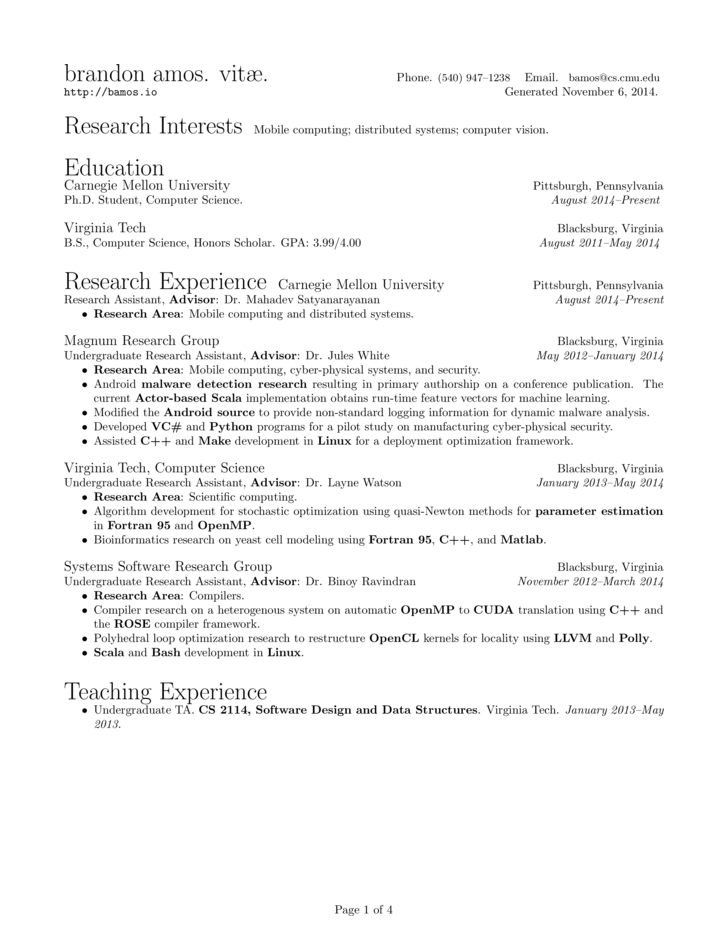 brandon amos. vitæ. Phone. (540) 947–1238 Email. bamos@cs.cmu.edu
http://bamos.io Generated November 6, 2014.
Research Interests Mobile computing; distributed systems; computer vision.
Education
Carnegie Mellon University Pittsburgh, Pennsylvania
Ph.D. Student, Computer Science. August 2014–Present
Virginia Tech Blacksburg, Virginia
B.S., Computer Science, Honors Scholar. GPA: 3.99/4.00 August 2011–May 2014
Research Experience Carnegie Mellon University Pittsburgh, Pennsylvania
Research Assistant, Advisor: Dr. Mahadev Satyanarayanan August 2014–Present
• Research Area: Mobile computing and distributed systems.
Magnum Research Group Blacksburg, Virginia
Undergraduate Research Assistant, Advisor: Dr. Jules White May 2012–January 2014
• Research Area: Mobile computing, cyber-physical systems, and security.
• Android malware detection research resulting in primary authorship on a conference publication. The
current Actor-based Scala implementation obtains run-time feature vectors for machine learning.
• Modified the Android source to provide non-standard logging information for dynamic malware analysis.
• Developed VC# and Python programs for a pilot study on manufacturing cyber-physical security.
• Assisted C++ and Make development in Linux for a deployment optimization framework.
Virginia Tech, Computer Science Blacksburg, Virginia
Undergraduate Research Assistant, Advisor: Dr. Layne Watson January 2013–May 2014
• Research Area: Scientific computing.
• Algorithm development for stochastic optimization using quasi-Newton methods for parameter estimation
in Fortran 95 and OpenMP.
• Bioinformatics research on yeast cell modeling using Fortran 95, C++, and Matlab.
Systems Software Research Group Blacksburg, Virginia
Undergraduate Research Assistant, Advisor: Dr. Binoy Ravindran November 2012–March 2014
• Research Area: Compilers.
• Compiler research on a heterogenous system on automatic OpenMP to CUDA translation using C++ and
the ROSE compiler framework.
• Polyhedral loop optimization research to restructure OpenCL kernels for locality using LLVM and Polly.
• Scala and Bash development in Linux.
Teaching Experience
• Undergraduate TA. CS 2114, Software Design and Data Structures. Virginia Tech. January 2013–May
2013.
Page 1 of 4